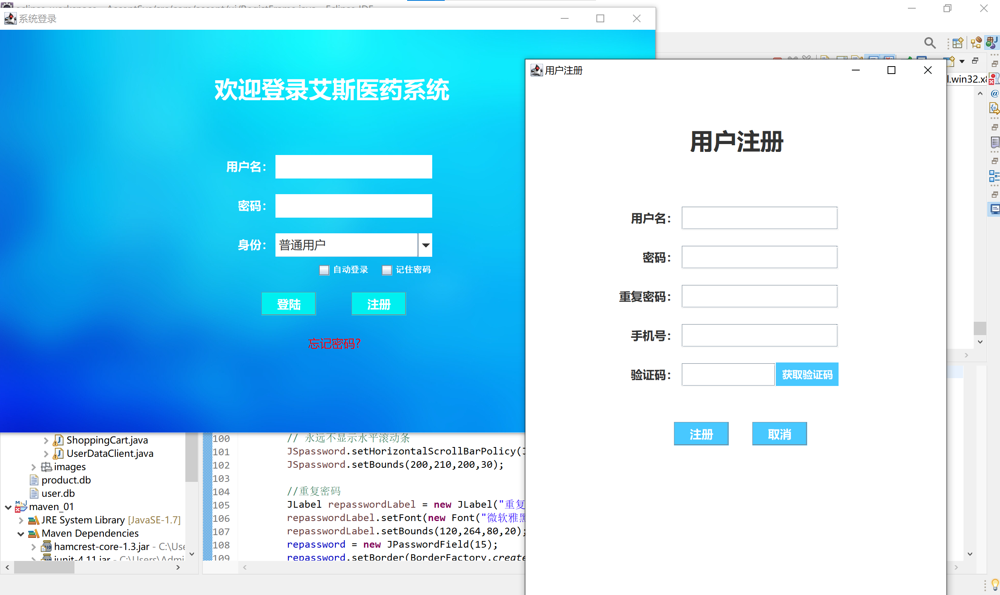 系统登录
欢迎登录艾斯医药系统
用户名：
密码：
身份：
普通用户
自动登录
记住密码
登陆
注册
忘记密码?
用户注册
用户注册
用户名：
密码：
重复密码：
手机号：
验证码：
获取验证码
注册
取消
l.win32.x8
ShoppingCart.java
UserDataClient.java
images
product.db
user.db
maven_01
JRE System Library [JavaSE-1.7]
Maven Dependencies
hamcrest-core-1.3.jar - C:\Use
junit-4.11.jar - C:\Users\Admi
100 // 永远不显示水平滚动条
101 JSpassword.setHorizontalScrollBarPolicy(J
102 JSpassword.setBounds(200,210,200,30);
103
104 //重复密码
105 JLabel repasswordLabel = new JLabel("重复
106 repasswordLabel.setFont(new Font("微软雅黑
107 repasswordLabel.setBounds(120,264,80,20);
108 repassword = new JPasswordField(15);
109 repassword.setBorder(BorderFactory.create